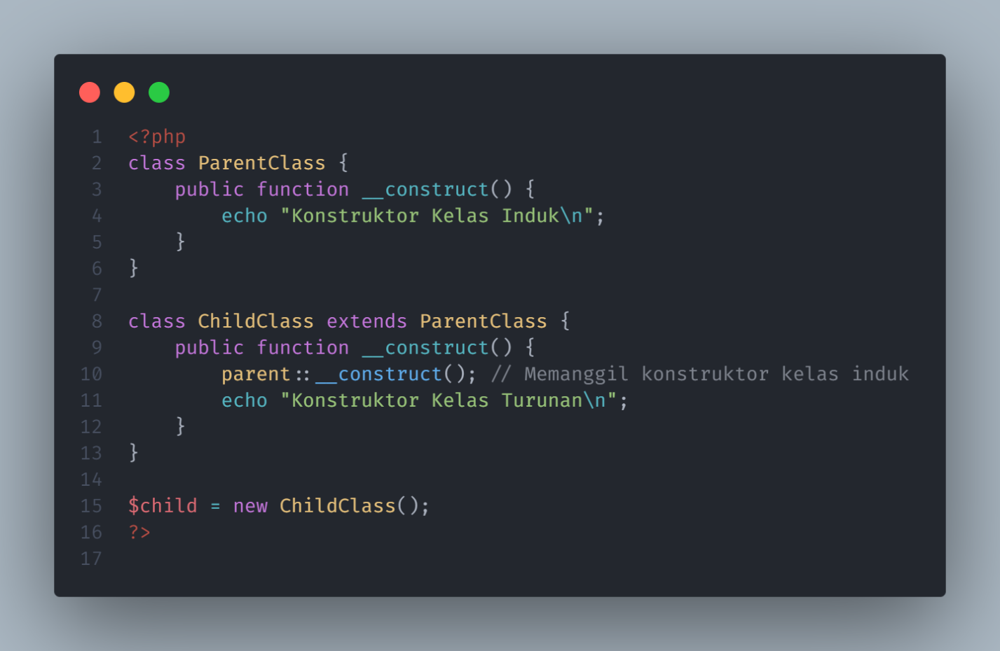 1 <?php
2 class ParentClass {
3     public function __construct() {
4         echo "Konstruktor Kelas Induk\n";
5     }
6 }
7
8 class ChildClass extends ParentClass {
9     public function __construct() {
10         parent::__construct(); // Memanggil konstruktor kelas induk
11         echo "Konstruktor Kelas Turunan\n";
12     }
13 }
14
15 $child = new ChildClass();
16 ?>
17